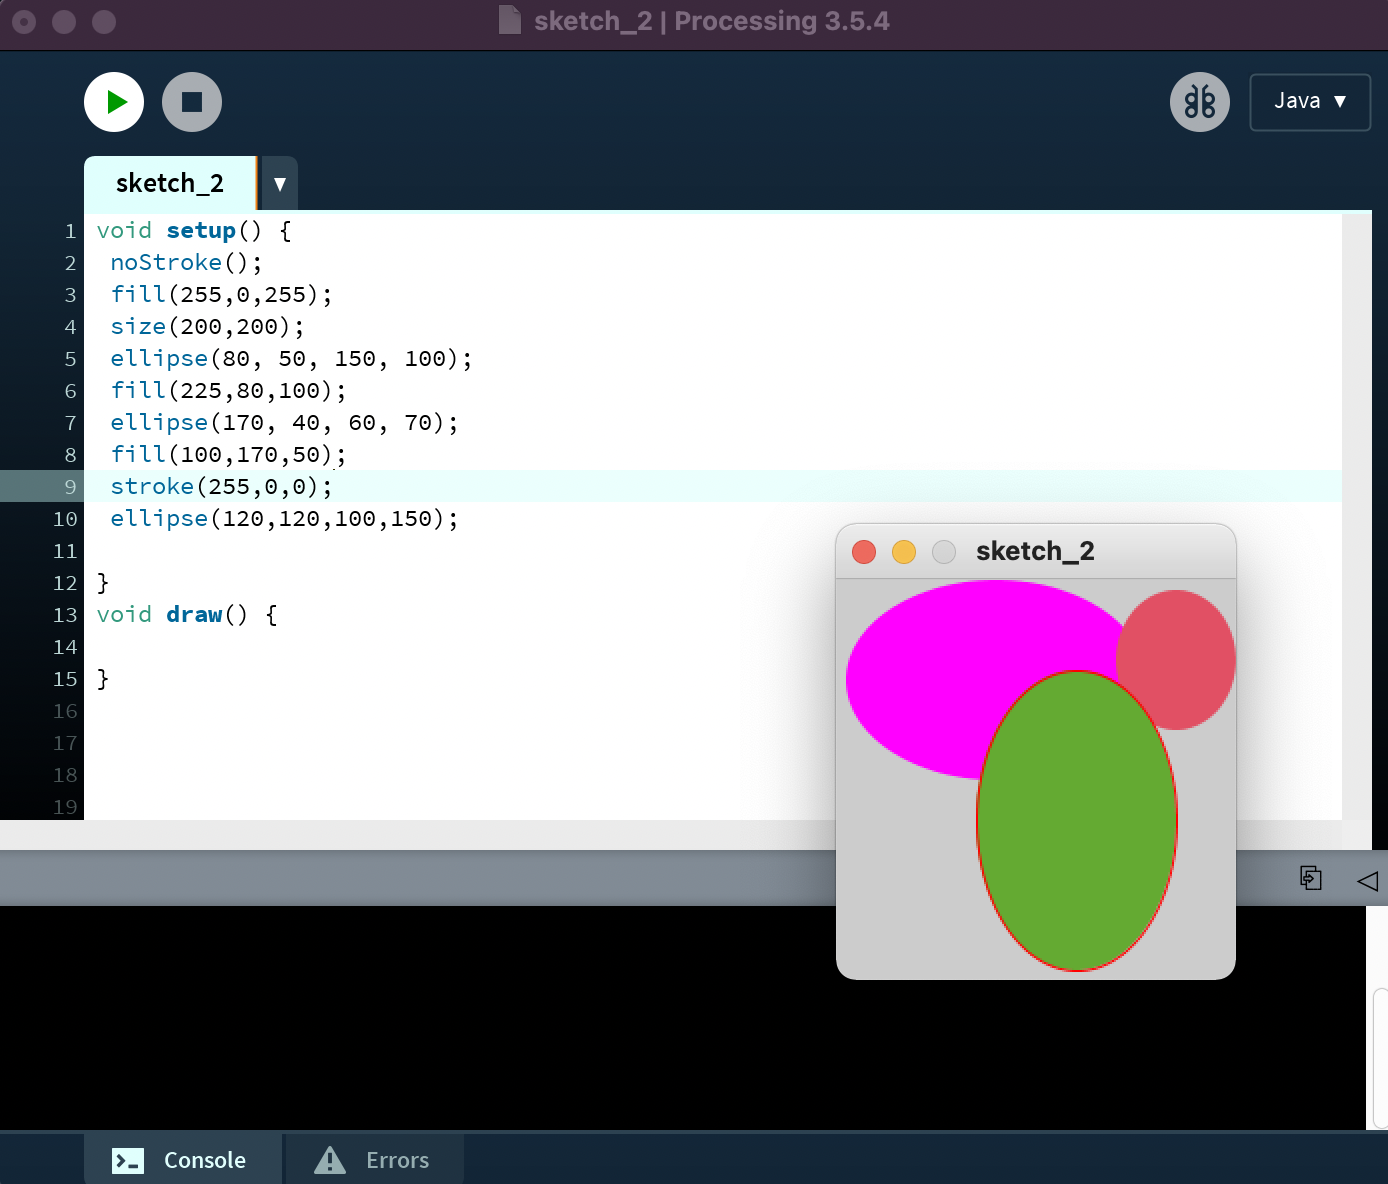 sketch_2 | Processing 3.5.4
Java ▼
sketch_2 ▼
1 void setup() {
2 noStroke();
3 fill(255,0,255);
4 size(200,200);
5 ellipse(80, 50, 150, 100);
6 fill(225,80,100);
7 ellipse(170, 40, 60, 70);
8 fill(100,170,50);
9 stroke(255,0,0);
10 ellipse(120,120,100,150);
11
12 }
13 void draw() {
14
15 }
16
17
18
19
sketch_2
Console
Errors